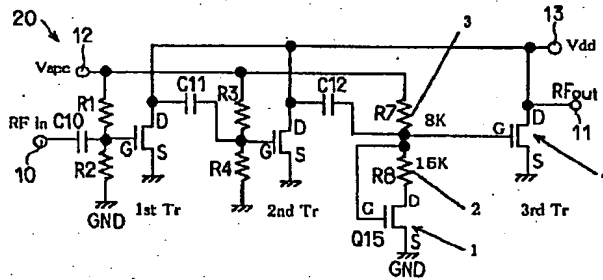 20
12
Vapc
13
Vdd
3
C11
C12
R1
R3
R7
8K
D
D
D
RFout
11
RF in
C10
G
G
G
10
R2
S
R4
S
S
4
15K
R8
GND
1st Tr
2nd Tr
3rd Tr
2
D
G
Q15
S
1
GND